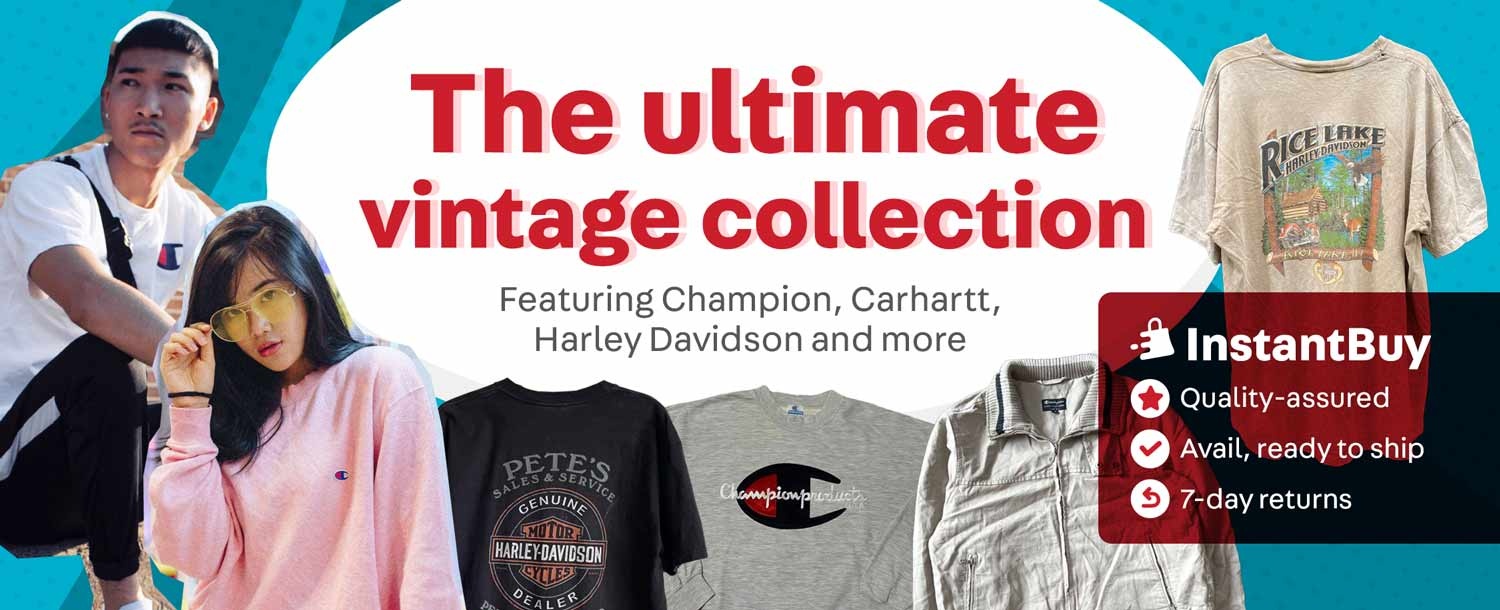 The ultimate
vintage collection
Featuring Champion, Carhartt,
Harley Davidson and more
RICE LAKE
HARLEY-DAVIDSON
InstantBuy
Quality-assured
Avail, ready to ship
7-day returns
PETE'S
SALES & SERVICE
GENUINE
MOTOR
HARLEY-DAVIDSON
CYCLES
DEALER
Championproducts